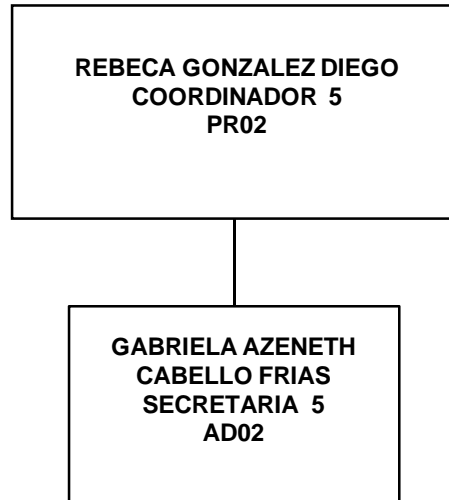 REBECA GONZALEZ DIEGO
COORDINADOR 5
PR02
GABRIELA AZENETH
CABELLO FRIAS
SECRETARIA 5
AD02